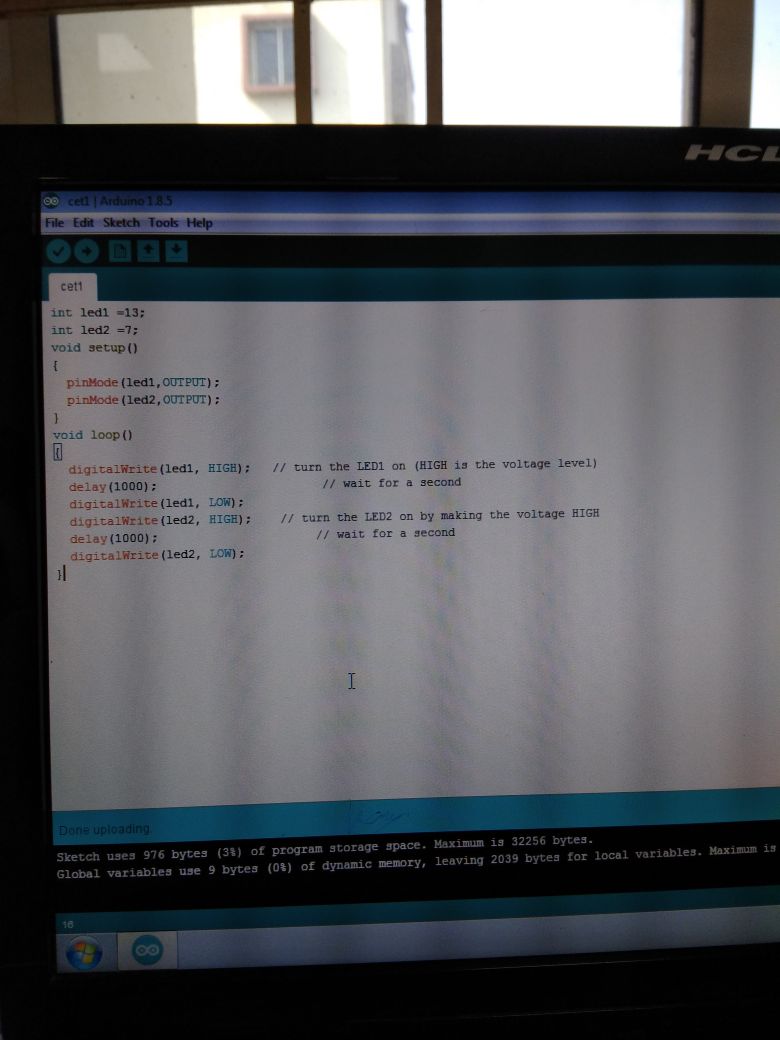 HCL
cet1 | Arduino 1.8.5
File Edit Sketch Tools Help
cet1
int led1 =13;
int led2 =7;
void setup()
{
pinMode(led1,OUTPUT);
pinMode(led2,OUTPUT);
}
void loop()
{
digitalWrite(led1, HIGH); // turn the LED1 on (HIGH is the voltage level)
delay(1000); // wait for a second
digitalWrite(led1, LOW);
digitalWrite(led2, HIGH); // turn the LED2 on by making the voltage HIGH
delay(1000); // wait for a second
digitalWrite(led2, LOW);
}
Done uploading.
Sketch uses 976 bytes (3%) of program storage space. Maximum is 32256 bytes.
Global variables use 9 bytes (0%) of dynamic memory, leaving 2039 bytes for local variables. Maximum is
16